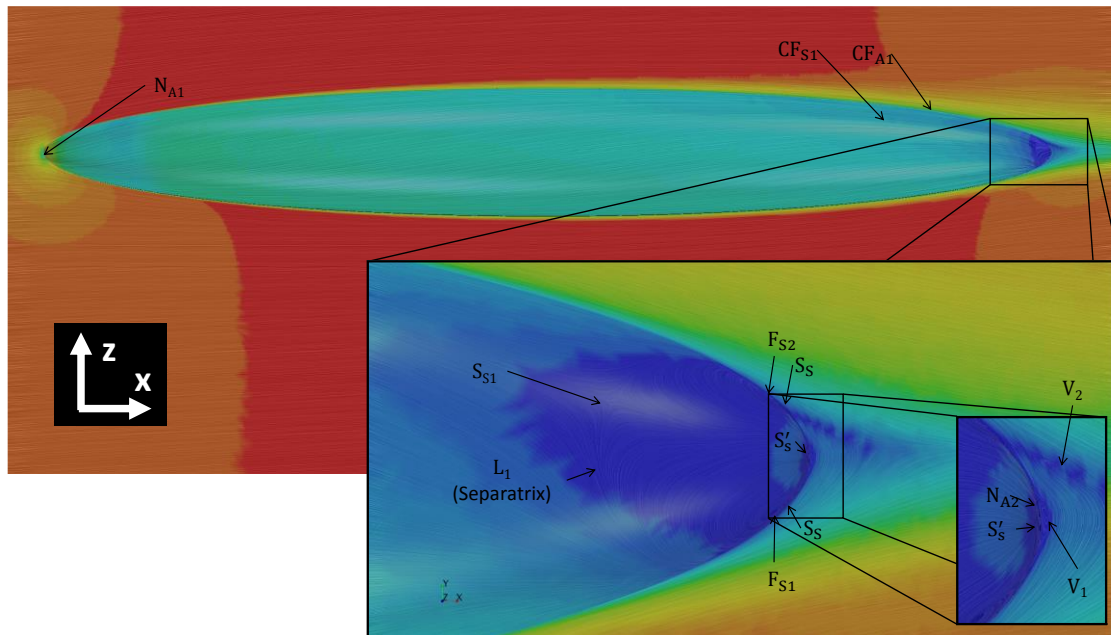 CF_S1
CF_A1
N_A1
z
x
F_S2
S_S
S_S1
V_2
S'_s
L_1
(Separatrix)
N_A2
S'_s
S_S
F_S1
V_1
Y
Z X